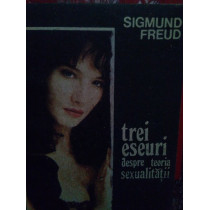 SIGMUND
FREUD
trei
eseuri
despre teoria
sexualității